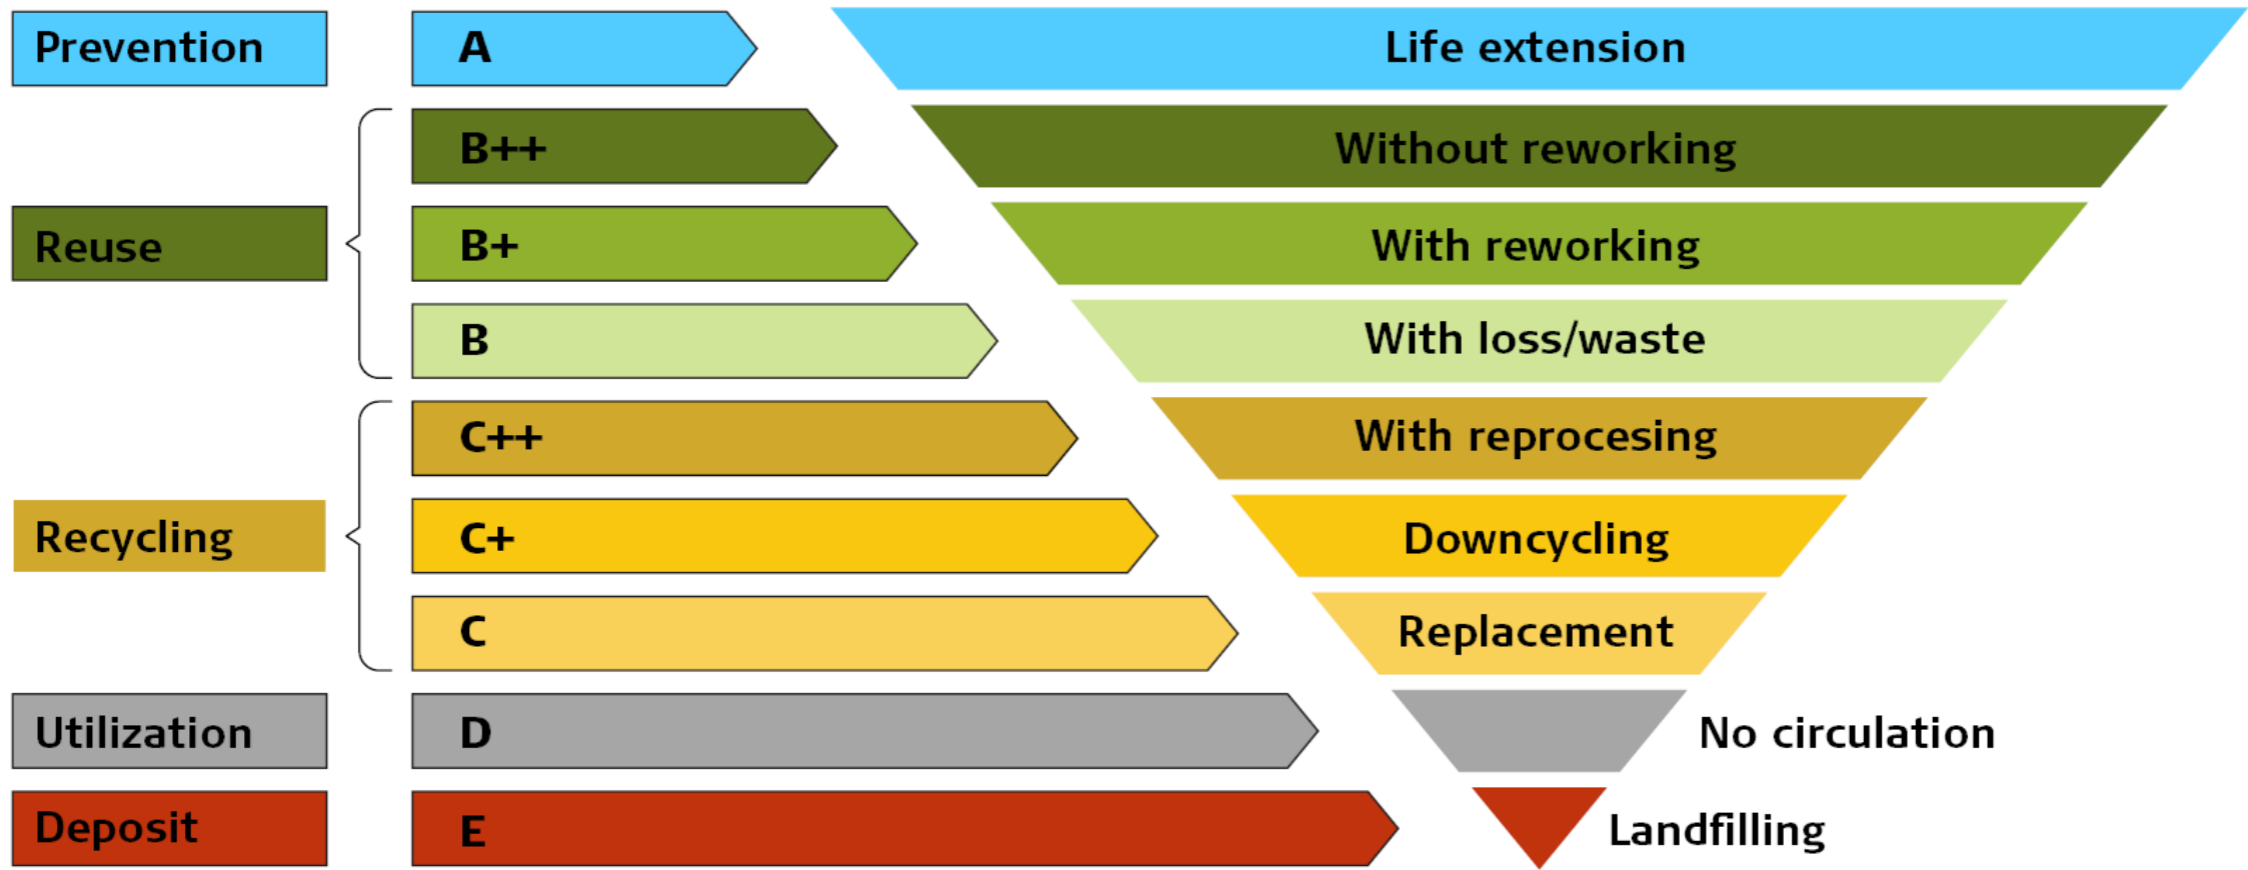 Prevention
A
Life extension
B++
Without reworking
Reuse
B+
With reworking
B
With loss/waste
C++
With reprocesing
Recycling
C+
Downcycling
C
Replacement
Utilization
D
No circulation
Deposit
E
Landfilling